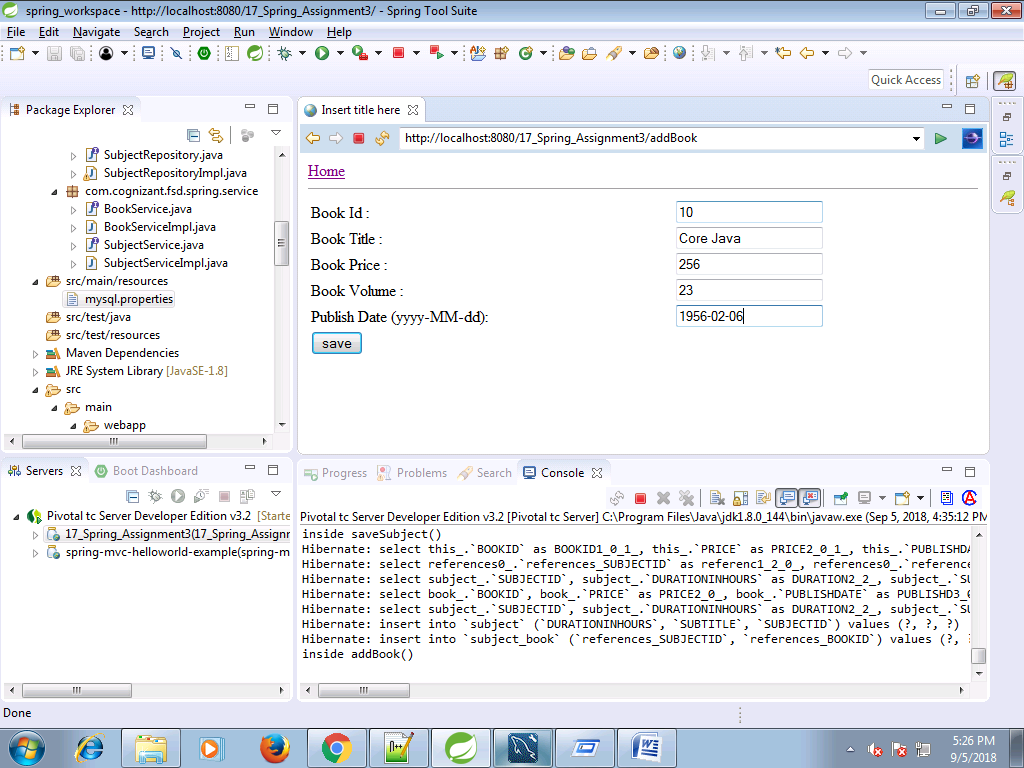 spring_workspace - http://localhost:8080/17_Spring_Assignment3/ - Spring Tool Suite
File Edit Navigate Search Project Run Window Help
Quick Access
Package Explorer
SubjectRepository.java
SubjectRepositoryImpl.java
com.cognizant.fsd.spring.service
BookService.java
BookServiceImpl.java
SubjectService.java
SubjectServiceImpl.java
src/main/resources
mysql.properties
src/test/java
src/test/resources
Maven Dependencies
JRE System Library [JavaSE-1.8]
src
main
webapp
Insert title here
http://localhost:8080/17_Spring_Assignment3/addBook
Home
Book Id : 10
Book Title : Core Java
Book Price : 256
Book Volume : 23
Publish Date (yyyy-MM-dd): 1956-02-06
save
Servers Boot Dashboard
Pivotal tc Server Developer Edition v3.2 [Starte
17_Spring_Assignment3(17_Spring_Assignr
spring-mvc-helloworld-example(spring-m
Progress Problems Search Console
Pivotal tc Server Developer Edition v3.2 [Pivotal tc Server] C:\Program Files\Java\jdk1.8.0_144\bin\javaw.exe (Sep 5, 2018, 4:35:12 PM
inside saveSubject()
Hibernate: select this_.`BOOKID` as BOOKID1_0_1_, this_.`PRICE` as PRICE2_0_1_, this_.`PUBLISHDA
Hibernate: select references0_.`references_SUBJECTID` as referenc1_2_0_, references0_.`reference
Hibernate: select subject_.`SUBJECTID`, subject_.`DURATIONINHOURS` as DURATION2_2_, subject_.`SU
Hibernate: select book_.`BOOKID`, book_.`PRICE` as PRICE2_0_, book_.`PUBLISHDATE` as PUBLISHD3_0
Hibernate: select subject_.`SUBJECTID`, subject_.`DURATIONINHOURS` as DURATION2_2_, subject_.`SU
Hibernate: insert into `subject` (`DURATIONINHOURS`, `SUBTITLE`, `SUBJECTID`) values (?, ?, ?)
Hibernate: insert into `subject_book` (`references_SUBJECTID`, `references_BOOKID`) values (?, ?
inside addBook()
Done
5:26 PM
9/5/2018